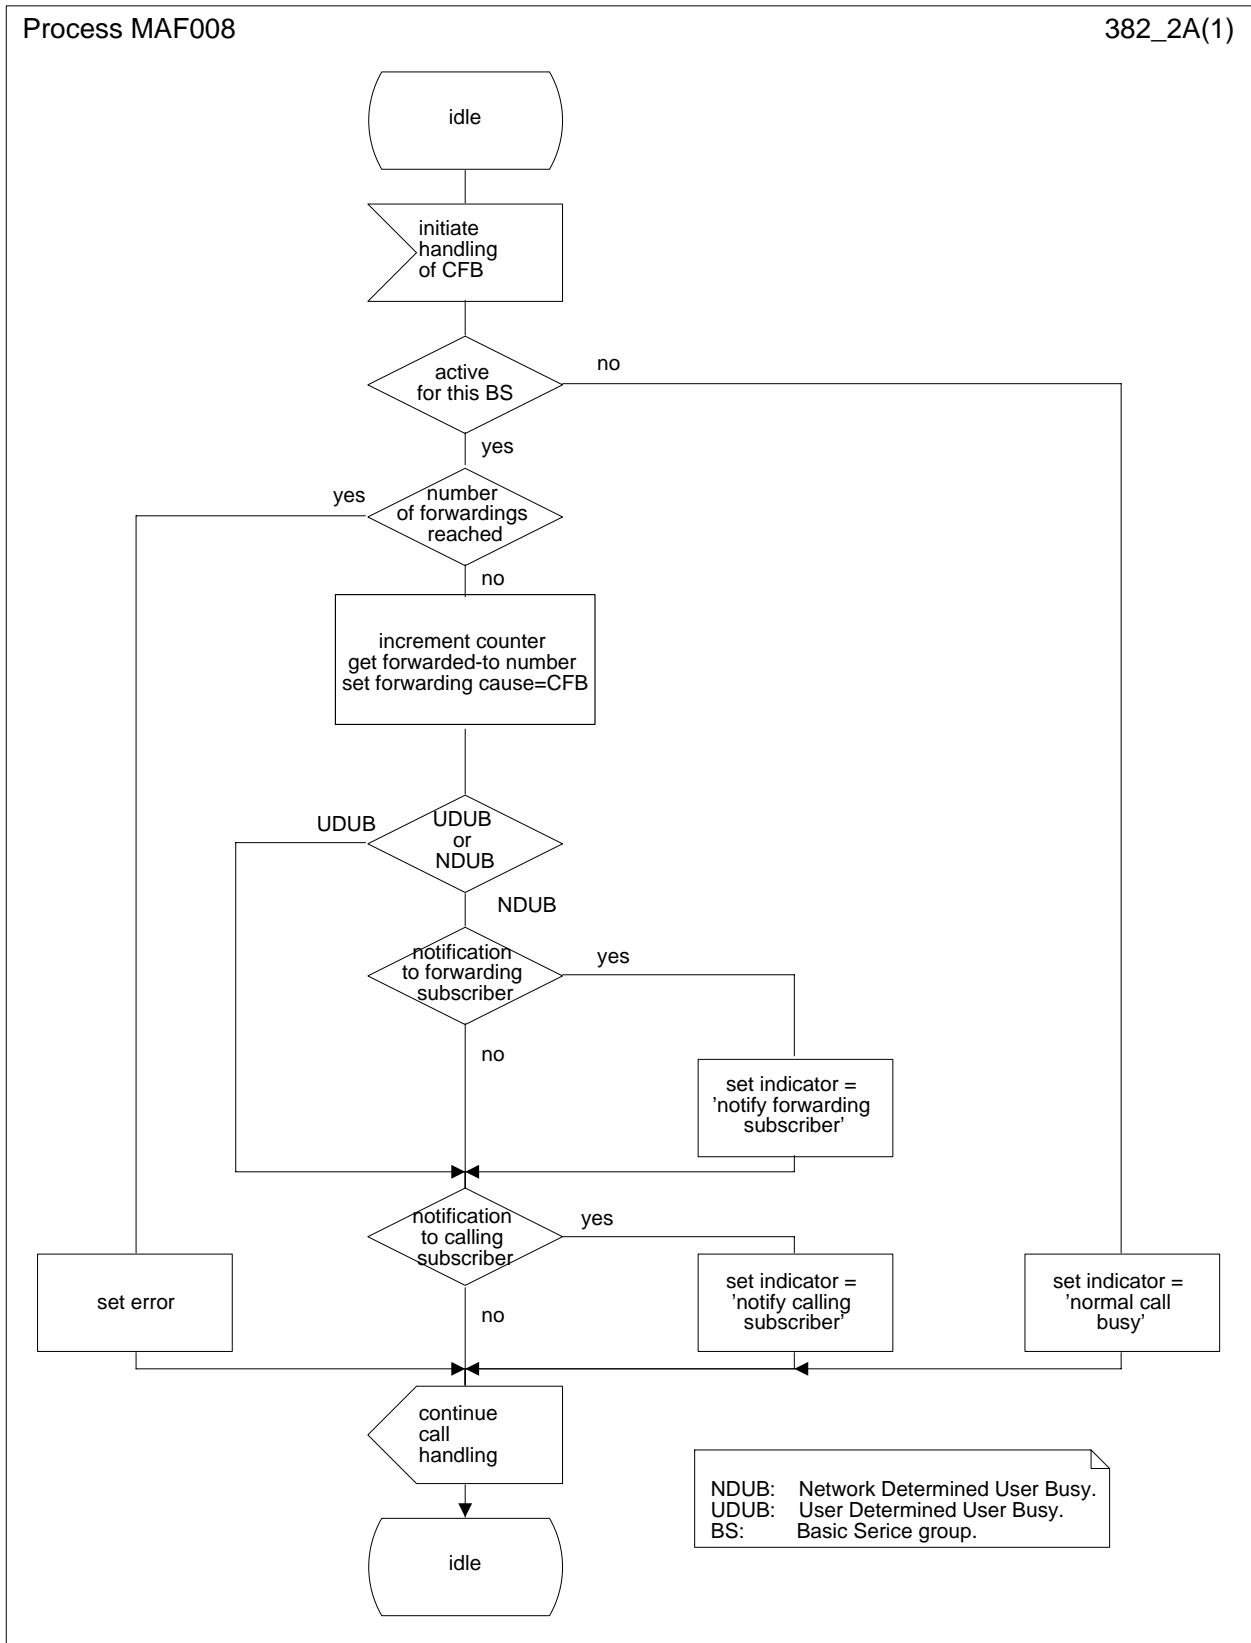 Process MAF008
382_2A(1)
idle
initiate
handling
of CFB
active
for this BS
no
yes
yes
number
of forwardings
reached
no
increment counter
get forwarded-to number
set forwarding cause=CFB
UDUB
UDUB
or
NDUB
NDUB
notification
to forwarding
subscriber
yes
no
set indicator =
’notify forwarding
subscriber’
notification
to calling
subscriber
yes
no
set error
set indicator =
’notify calling
subscriber’
set indicator =
’normal call
busy’
continue
call
handling
NDUB: Network Determined User Busy.
UDUB: User Determined User Busy.
BS: Basic Serice group.
idle